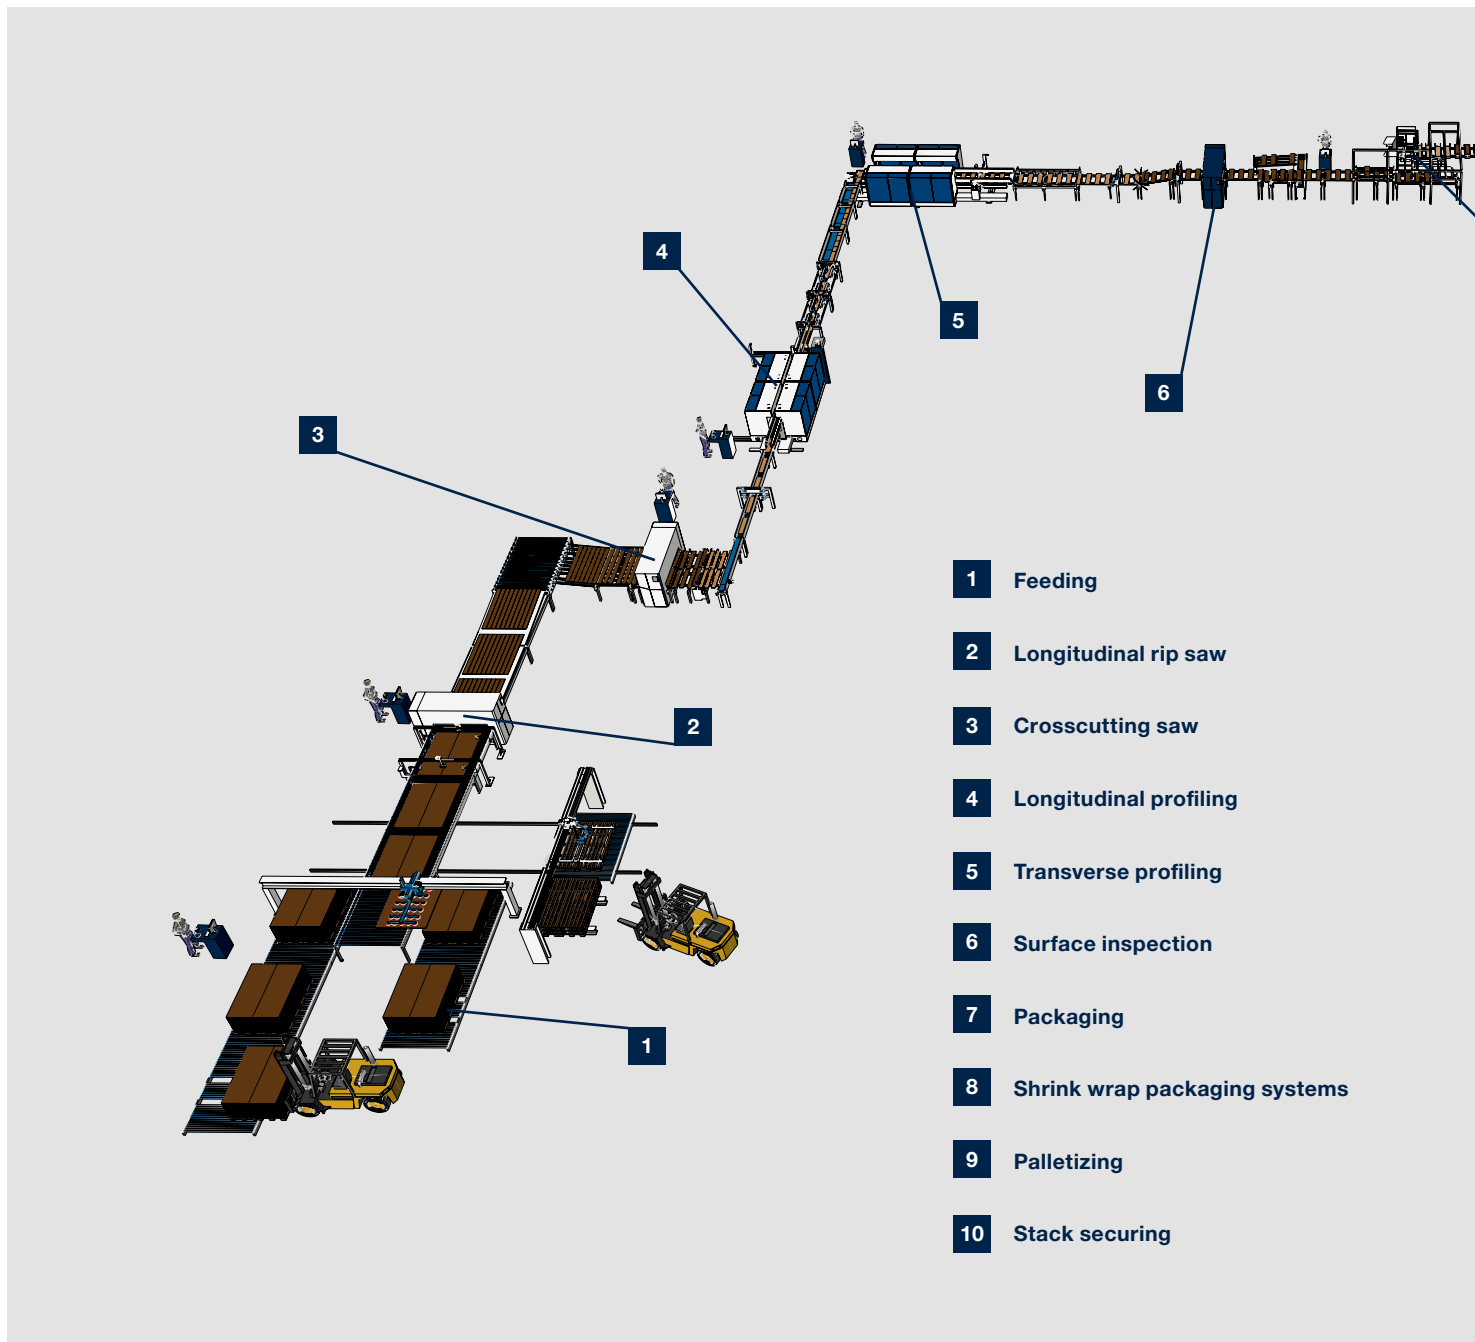 4
5
6
3
2
1
1 Feeding
2 Longitudinal rip saw
3 Crosscutting saw
4 Longitudinal profiling
5 Transverse profiling
6 Surface inspection
7 Packaging
8 Shrink wrap packaging systems
9 Palletizing
10 Stack securing